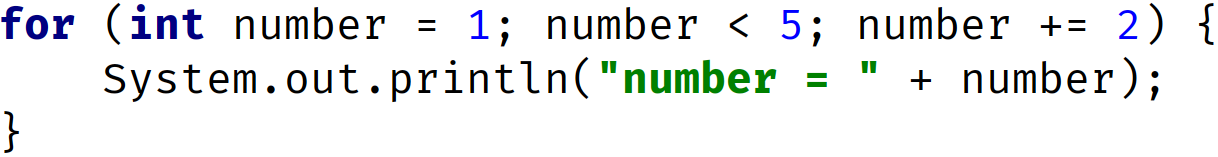 for (int number = 1; number < 5; number += 2) {
    System.out.println("number = " + number);
}